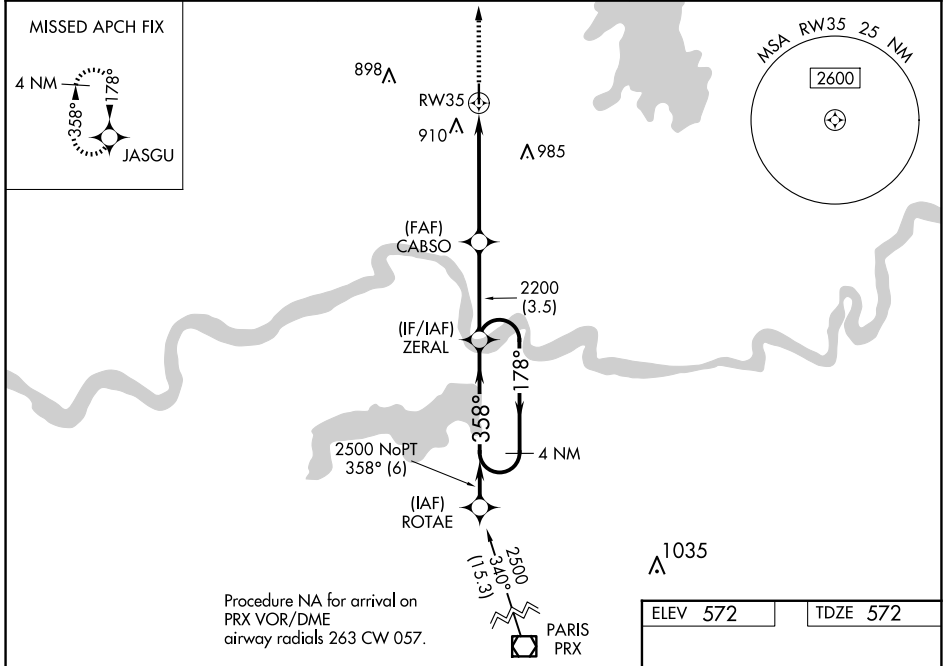 MISSED APCH FIX
4 NM
358°
178°
JASGU
898
RW35
910
985
MSA RW35 25 NM
2600
(FAF)
CABSO
2200
(3.5)
(IF/IAF)
ZERAL
358°
178°
4 NM
2500 NoPT
358° (6)
(IAF)
ROTAE
2500
340°
(15.3)
1035
Procedure NA for arrival on
PRX VOR/DME
airway radials 263 CW 057.
PARIS
PRX
ELEV 572
TDZE 572